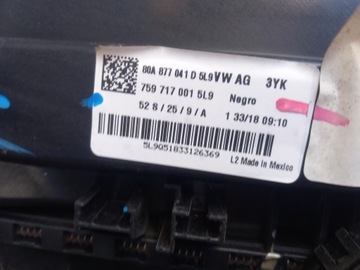 80A 877 041 D 5L9 VW AG 3YK
759 717 001 5L9 Negro
52 8 / 25 / 9 / A 1 33/18 09:10
5L9Q51833126369 L2 Made in Mexico